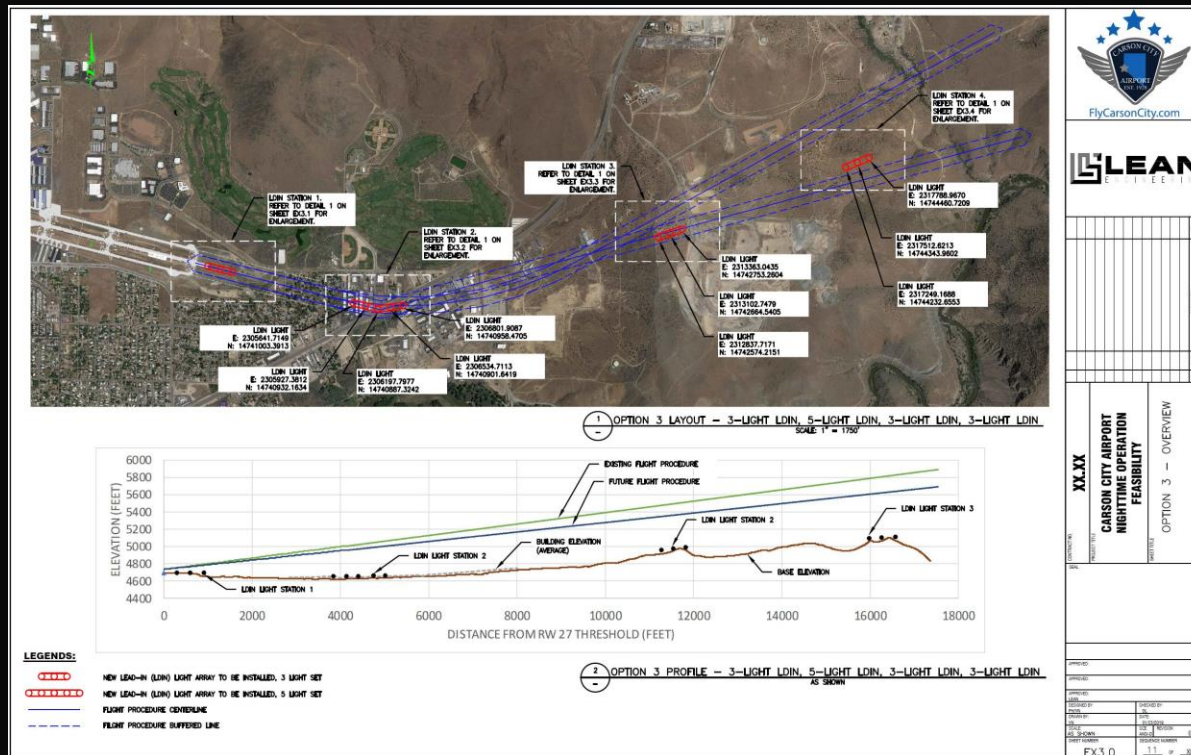 LDIN STATION 1.
REFER TO DETAIL 1 ON
SHEET EX3.1 FOR
ENLARGEMENT.
LDIN STATION 2.
REFER TO DETAIL 1 ON
SHEET EX3.2 FOR
ENLARGEMENT.
LDIN STATION 3.
REFER TO DETAIL 1 ON
SHEET EX3.3 FOR
ENLARGEMENT.
LDIN STATION 4.
REFER TO DETAIL 1 ON
SHEET EX3.4 FOR
ENLARGEMENT.
LDIN LIGHT
E: 2305641.7149
N: 14741003.3913
LDIN LIGHT
E: 2305927.3812
N: 14740932.1634
LDIN LIGHT
E: 2306197.7977
N: 14740887.3242
LDIN LIGHT
E: 2306534.7113
N: 14740901.6419
LDIN LIGHT
E: 2306801.9087
N: 14740958.4705
LDIN LIGHT
E: 2313363.0435
N: 14742753.2604
LDIN LIGHT
E: 2313102.7479
N: 14742664.5405
LDIN LIGHT
E: 2312837.7171
N: 14742574.2151
LDIN LIGHT
E: 2317788.9670
N: 14744460.7209
LDIN LIGHT
E: 2317512.6213
N: 14744343.9602
LDIN LIGHT
E: 2317249.1688
N: 14744232.6553
1
OPTION 3 LAYOUT – 3-LIGHT LDIN, 5-LIGHT LDIN, 3-LIGHT LDIN, 3-LIGHT LDIN
SCALE: 1" = 1750'
6000
5800
5600
5400
5200
5000
4800
4600
4400
ELEVATION (FEET)
EXISTING FLIGHT PROCEDURE
FUTURE FLIGHT PROCEDURE
LDIN LIGHT STATION 2
LDIN LIGHT STATION 3
BUILDING ELEVATION
(AVERAGE)
LDIN LIGHT STATION 2
LDIN LIGHT STATION 1
BASE ELEVATION
0 2000 4000 6000 8000 10000 12000 14000 16000 18000
DISTANCE FROM RW 27 THRESHOLD (FEET)
2
OPTION 3 PROFILE – 3-LIGHT LDIN, 5-LIGHT LDIN, 3-LIGHT LDIN, 3-LIGHT LDIN
AS SHOWN
LEGENDS:
NEW LEAD-IN (LDIN) LIGHT ARRAY TO BE INSTALLED, 3 LIGHT SET
NEW LEAD-IN (LDIN) LIGHT ARRAY TO BE INSTALLED, 5 LIGHT SET
FLIGHT PROCEDURE CENTERLINE
FLIGHT PROCEDURE BUFFERED LINE
CARSON CITY
AIRPORT
EST. 1928
FlyCarsonCity.com
LEAN
XX.XX
CARSON CITY AIRPORT
NIGHTTIME OPERATION
FEASIBILITY
OPTION 3 – OVERVIEW
AS SHOWN
EX3.0
11